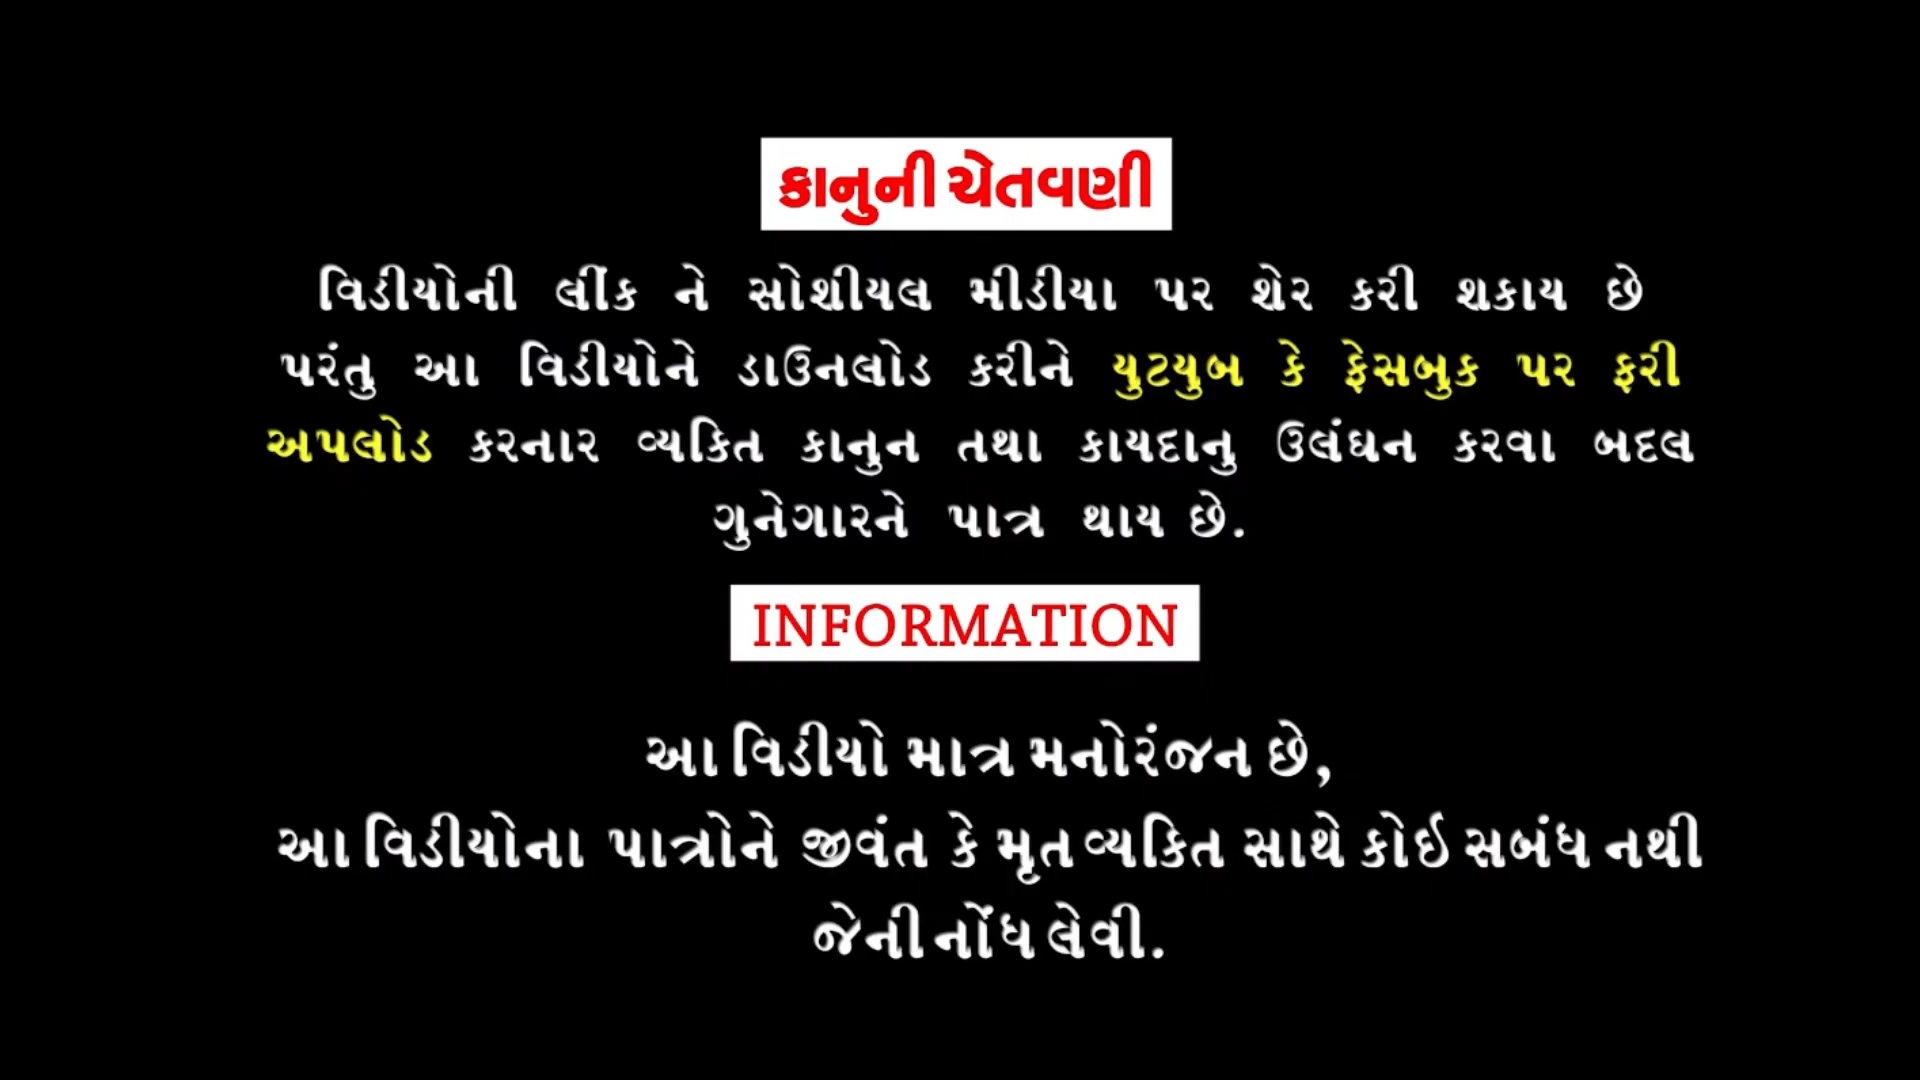 કાનુની ચેતવણી
વિડીયોની લીંક ને સોશીયલ મીડીયા પર શેર કરી શકાય છે
પરંતુ આ વિડીયોને ડાઉનલોડ કરીને યુટયુબ કે ફેસબુક પર ફરી
અપલોડ કરનાર વ્યકિત કાનુન તથા કાયદાનુ ઉલંઘન કરવા બદલ
ગુનેગારને પાત્ર થાય છે.
INFORMATION
આ વિડીયો માત્ર મનોરંજન છે,
આ વિડીયોના પાત્રોને જીવંત કે મૃત વ્યકિત સાથે કોઈ સબંધ નથી
જેની નોંધ લેવી.